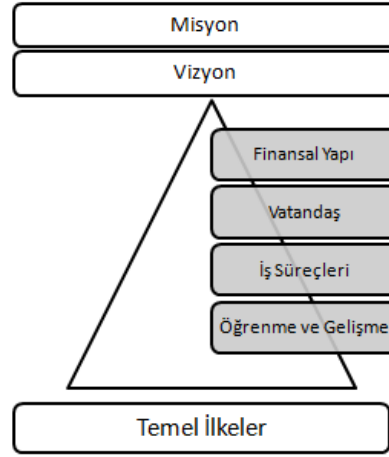 Misyon
Vizyon
Finansal Yapı
Vatandaş
İş Süreçleri
Öğrenme ve Gelişme
Temel İlkeler